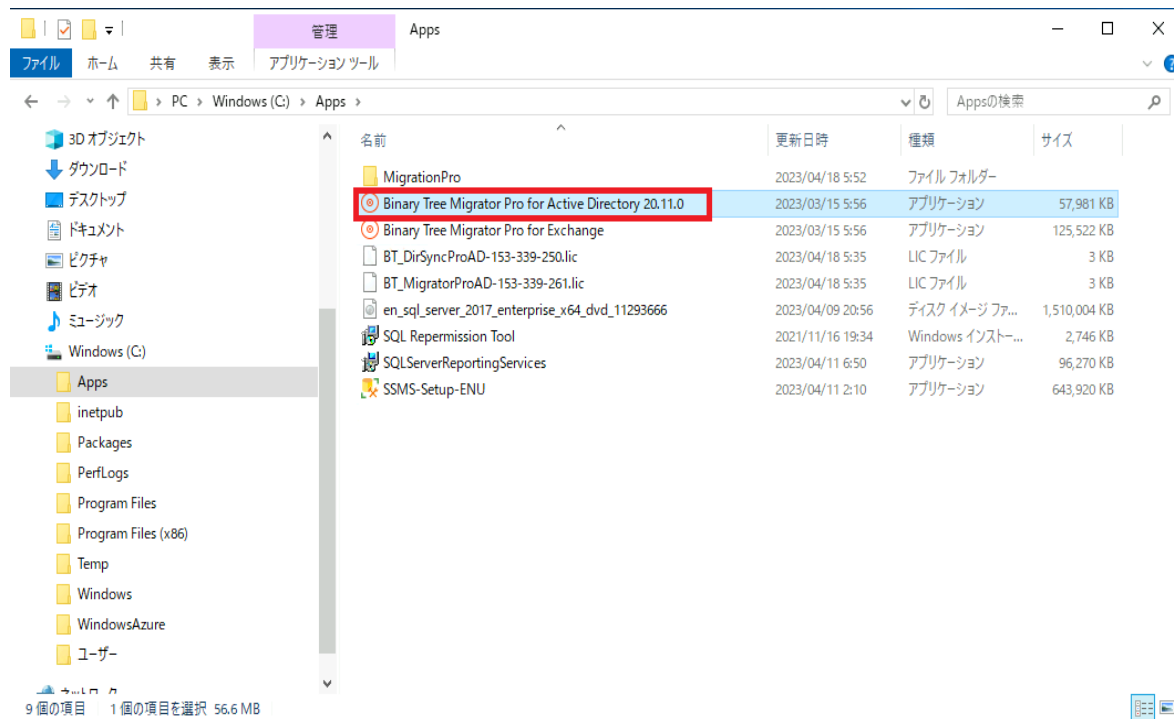 管理 Apps
ファイル ホーム 共有 表示 アプリケーション ツール
PC › Windows (C:) › Apps › Appsの検索
3D オブジェクト
ダウンロード
デスクトップ
ドキュメント
ピクチャ
ビデオ
ミュージック
Windows (C:)
Apps
inetpub
Packages
PerfLogs
Program Files
Program Files (x86)
Temp
Windows
WindowsAzure
ユーザー
ネットワーク
名前 更新日時 種類 サイズ
MigrationPro 2023/04/18 5:52 ファイル フォルダー
Binary Tree Migrator Pro for Active Directory 20.11.0 2023/03/15 5:56 アプリケーション 57,981 KB
Binary Tree Migrator Pro for Exchange 2023/03/15 5:56 アプリケーション 125,522 KB
BT_DirSyncProAD-153-339-250.lic 2023/04/18 5:35 LIC ファイル 3 KB
BT_MigratorProAD-153-339-261.lic 2023/04/18 5:35 LIC ファイル 3 KB
en_sql_server_2017_enterprise_x64_dvd_11293666 2023/04/09 20:56 ディスク イメージ ファ... 1,510,004 KB
SQL Repermission Tool 2021/11/16 19:34 Windows インストー... 2,746 KB
SQLServerReportingServices 2023/04/11 6:50 アプリケーション 96,270 KB
SSMS-Setup-ENU 2023/04/11 2:10 アプリケーション 643,920 KB
9 個の項目 1 個の項目を選択 56.6 MB